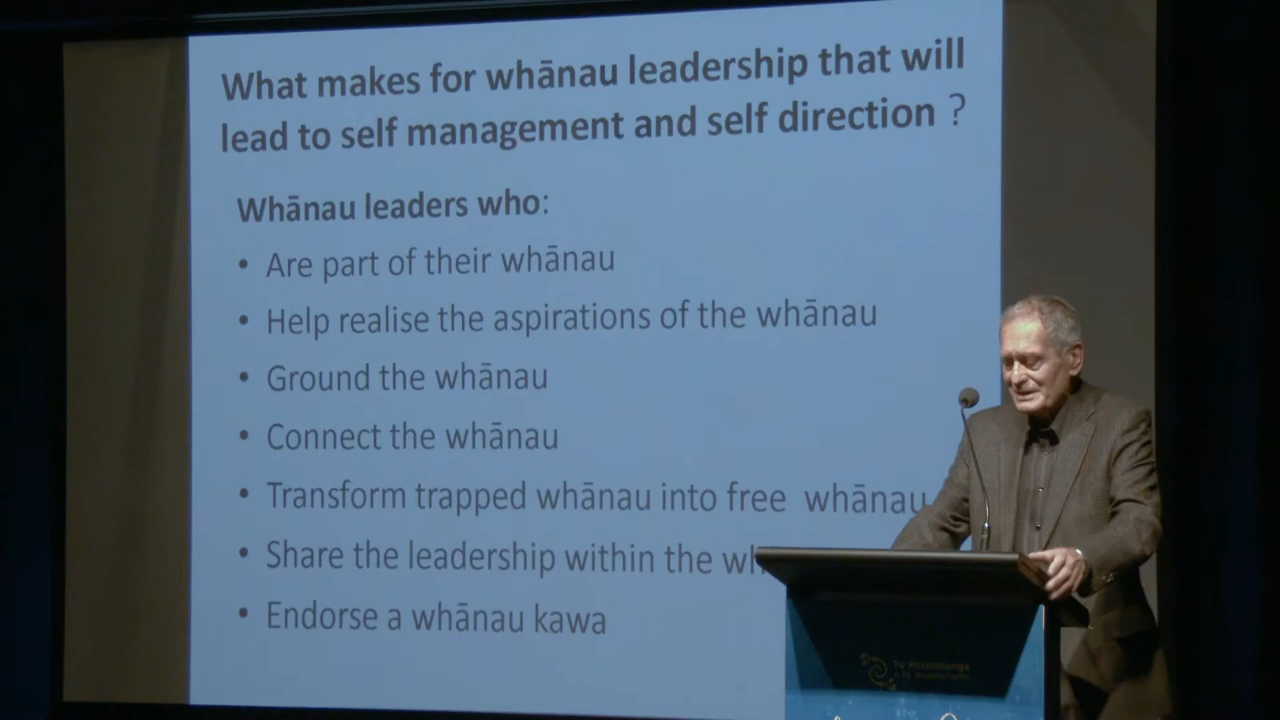 What makes for whānau leadership that will
lead to self management and self direction ?
Whānau leaders who:
• Are part of their whānau
• Help realise the aspirations of the whānau
• Ground the whānau
• Connect the whānau
• Transform trapped whānau into free whānau
• Share the leadership within the
• Endorse a whānau kawa